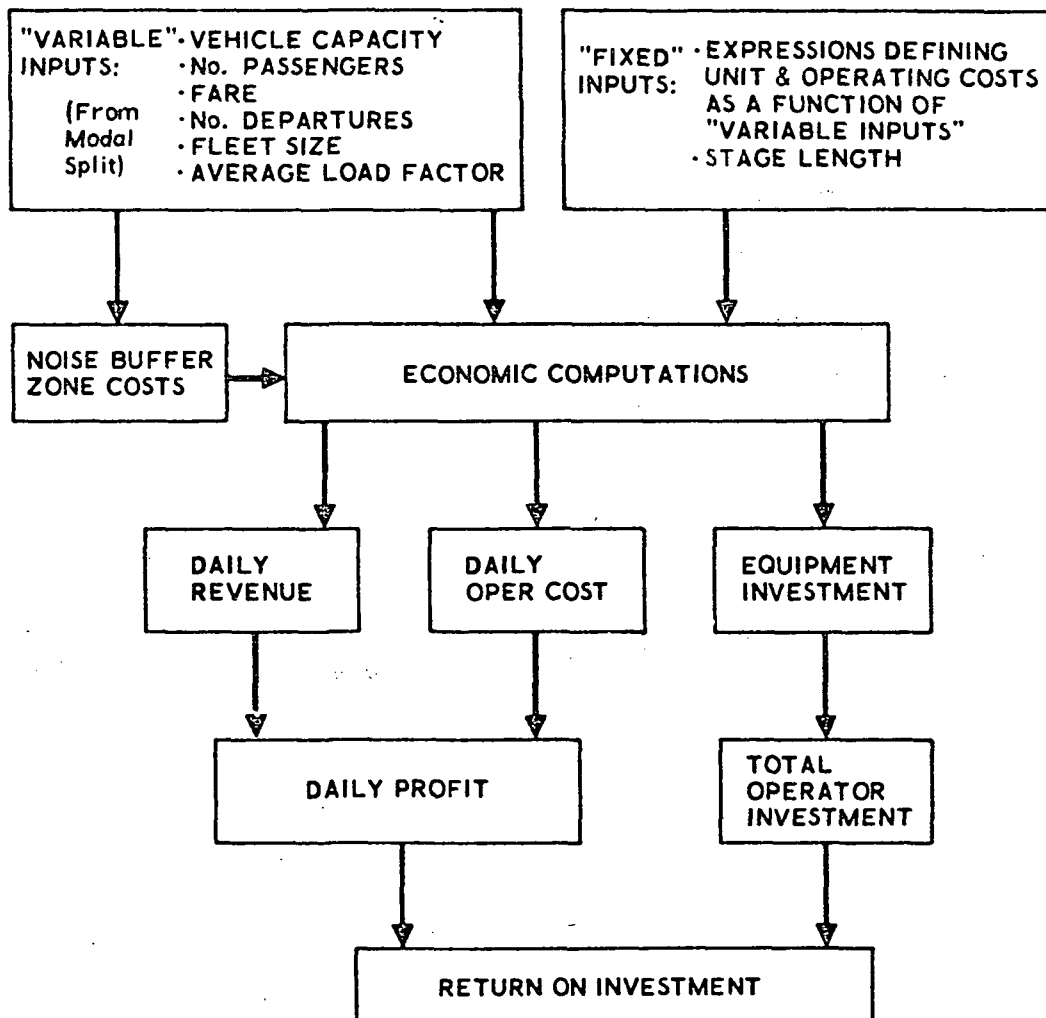 "VARIABLE" · VEHICLE CAPACITY
INPUTS: · No. PASSENGERS
· FARE
(From · No. DEPARTURES
Modal · FLEET SIZE
Split) · AVERAGE LOAD FACTOR
"FIXED" · EXPRESSIONS DEFINING
INPUTS: UNIT & OPERATING COSTS
AS A FUNCTION OF
"VARIABLE INPUTS"
· STAGE LENGTH
NOISE BUFFER
ZONE COSTS
ECONOMIC COMPUTATIONS
DAILY
REVENUE
DAILY
OPER COST
EQUIPMENT
INVESTMENT
DAILY PROFIT
TOTAL
OPERATOR
INVESTMENT
RETURN ON INVESTMENT